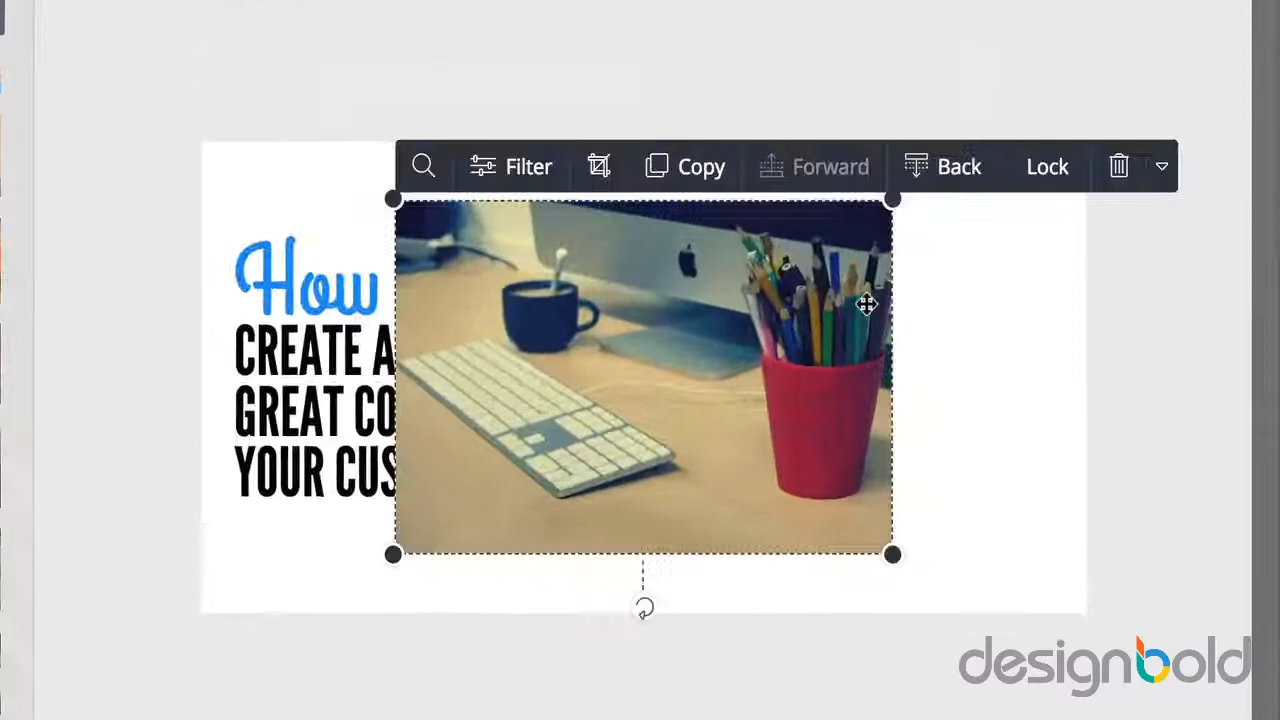 Filter Copy Forward Back Lock
How
CREATE A
GREAT CO
YOUR CUS
designbold